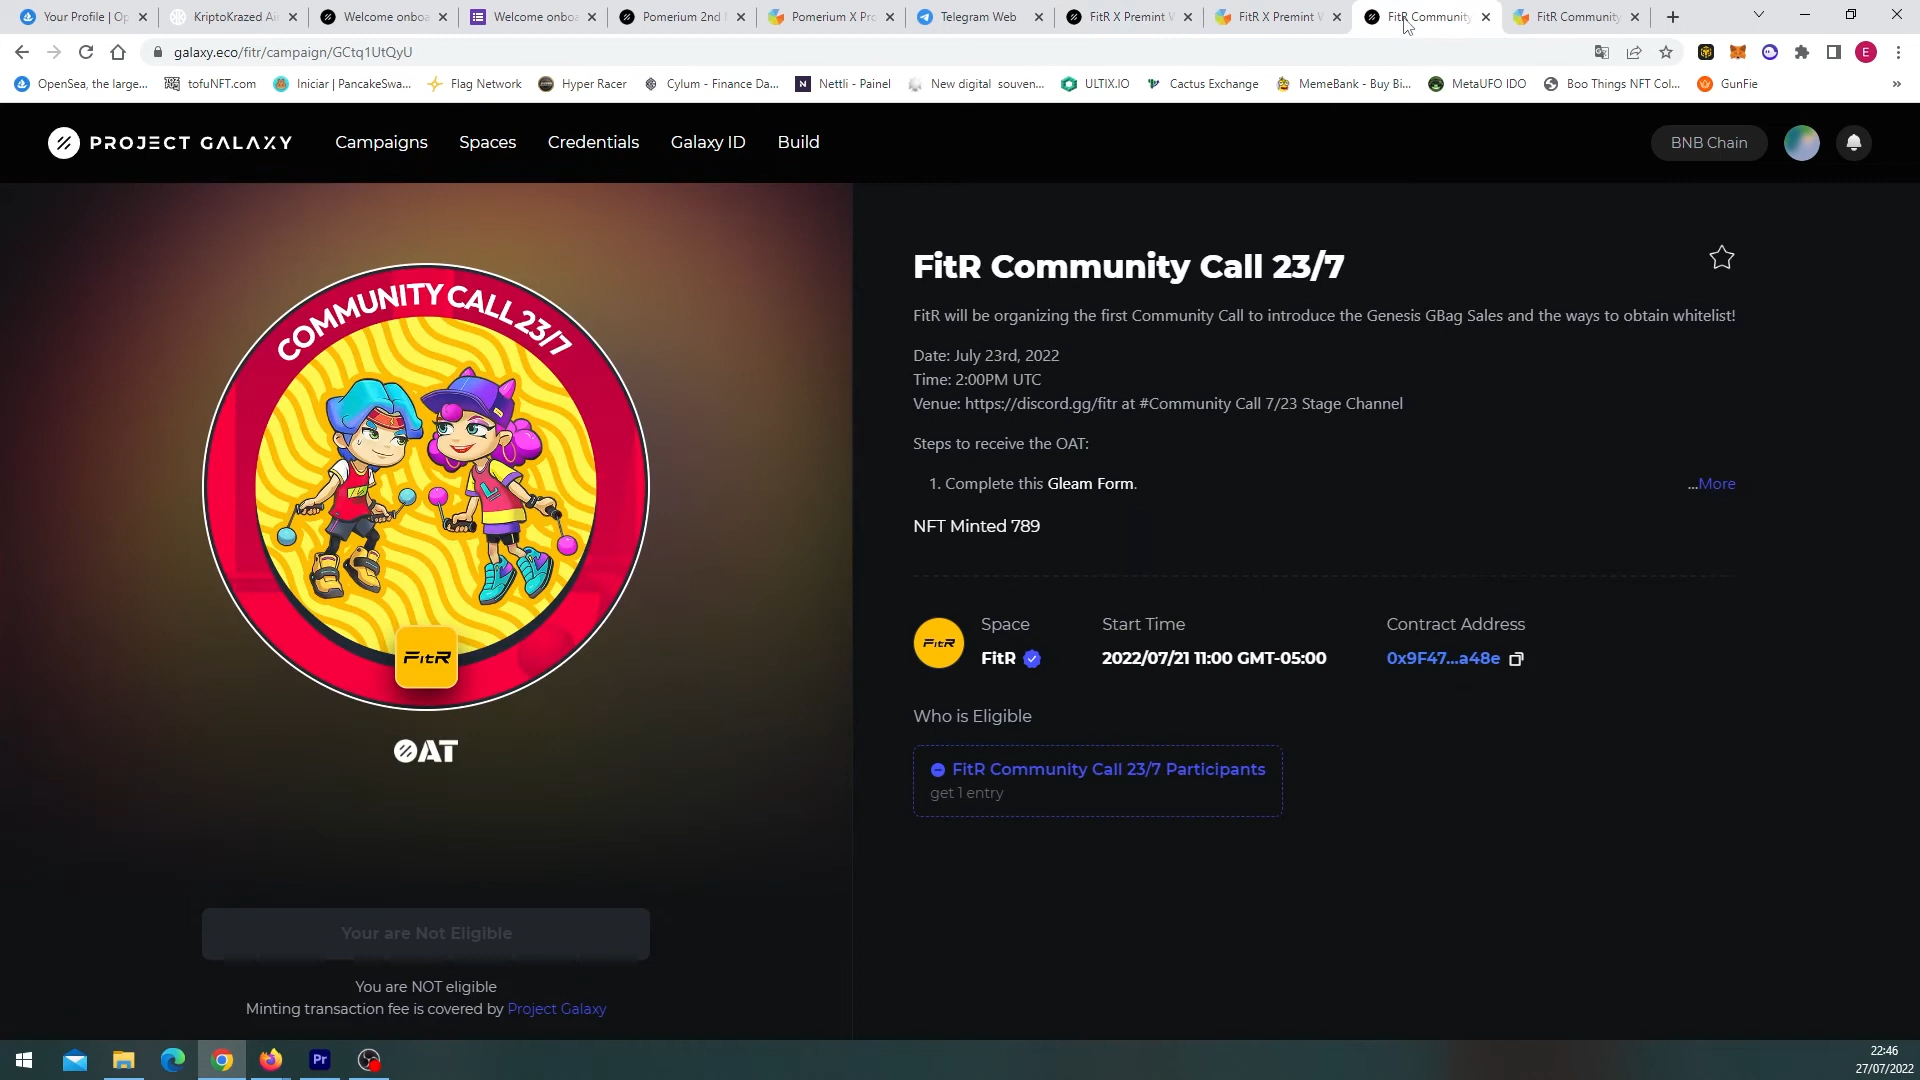 Your Profile | Op
KriptoKrazed Air
Welcome onboa
Welcome onboa
Pomerium 2nd
Pomerium X Pro
Telegram Web
FitR X Premint W
FitR X Premint W
FitR Community
FitR Community
galaxy.eco/fitr/campaign/GCtq1UtQyU
E
OpenSea, the large...
tofuNFT.com
Iniciar | PancakeSwa...
Flag Network
Hyper Racer
Cylum - Finance Da...
Nettli - Painel
New digital souven...
ULTIX.IO
Cactus Exchange
MemeBank - Buy Bi...
MetaUFO IDO
Boo Things NFT Col...
GunFie
PROJECT GALAXY
Campaigns
Spaces
Credentials
Galaxy ID
Build
BNB Chain
COMMUNITY CALL 23/7
FitR
OAT
Your are Not Eligible
You are NOT eligible
Minting transaction fee is covered by Project Galaxy
FitR Community Call 23/7
FitR will be organizing the first Community Call to introduce the Genesis GBag Sales and the ways to obtain whitelist!
Date: July 23rd, 2022
Time: 2:00PM UTC
Venue: https://discord.gg/fitr at #Community Call 7/23 Stage Channel
Steps to receive the OAT:
1. Complete this Gleam Form.
...More
NFT Minted 789
FitR
Space
FitR
Start Time
2022/07/21 11:00 GMT-05:00
Contract Address
0x9F47...a48e
Who is Eligible
FitR Community Call 23/7 Participants
get 1 entry
Pr
22:46
27/07/2022